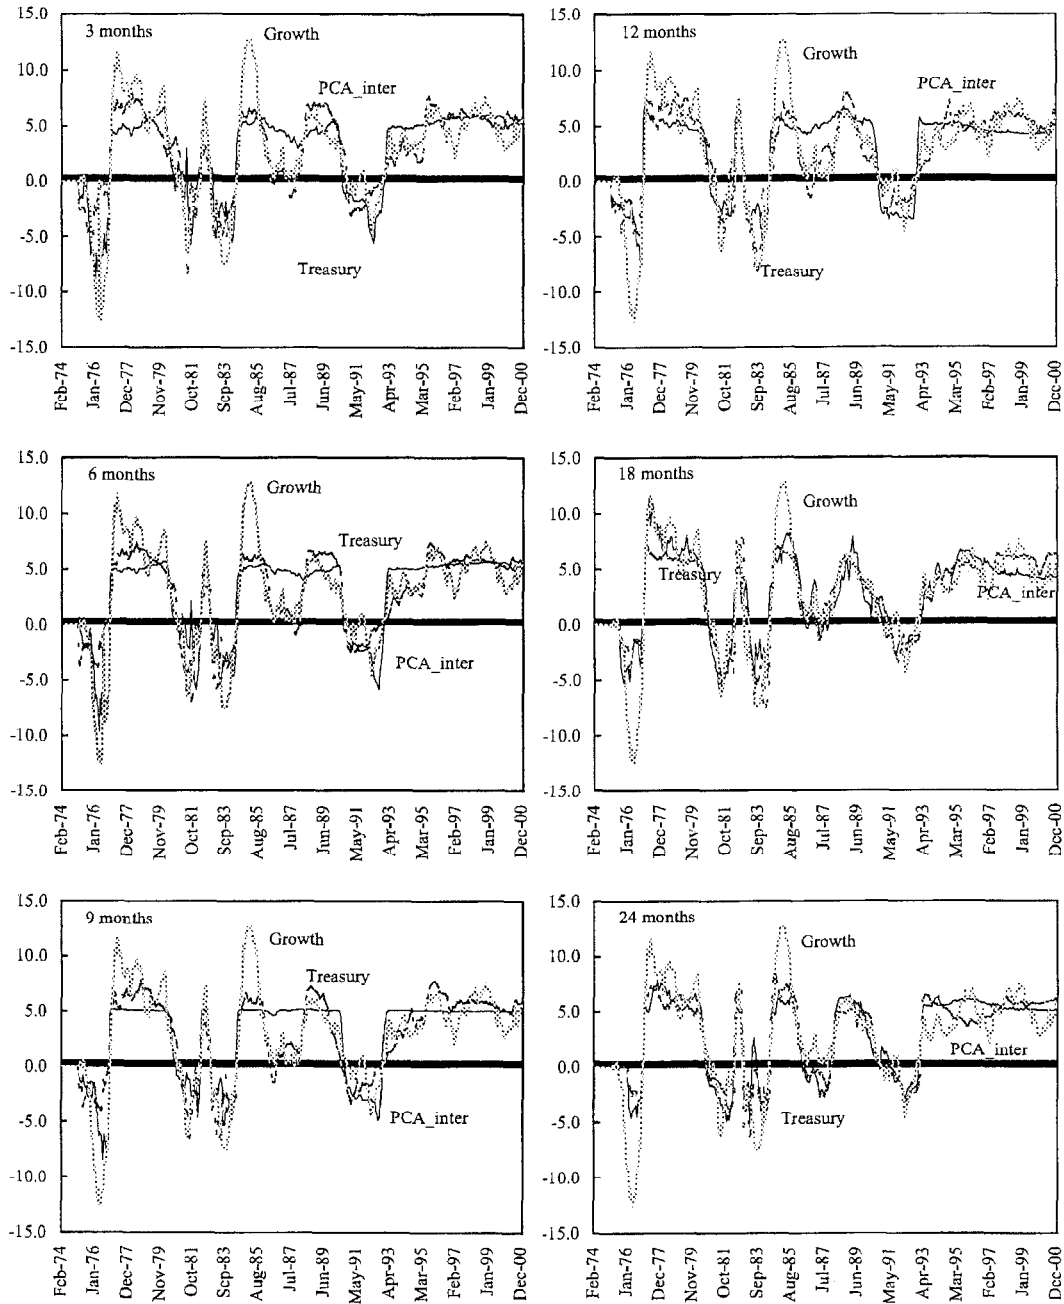 15.0
10.0
5.0
0.0
-5.0
-10.0
-15.0
3 months
Growth
PCA_inter
Treasury
Feb-74
Jan-76
Dec-77
Nov-79
Oct-81
Sep-83
Aug-85
Jul-87
Jun-89
May-91
Apr-93
Mar-95
Feb-97
Jan-99
Dec-00
15.0
10.0
5.0
0.0
-5.0
-10.0
-15.0
12 months
Growth
PCA_inter
Treasury
Feb-74
Jan-76
Dec-77
Nov-79
Oct-81
Sep-83
Aug-85
Jul-87
Jun-89
May-91
Apr-93
Mar-95
Feb-97
Jan-99
Dec-00
15.0
10.0
5.0
0.0
-5.0
-10.0
-15.0
6 months
Growth
Treasury
PCA_inter
Feb-74
Jan-76
Dec-77
Nov-79
Oct-81
Sep-83
Aug-85
Jul-87
Jun-89
May-91
Apr-93
Mar-95
Feb-97
Jan-99
Dec-00
15.0
10.0
5.0
0.0
-5.0
-10.0
-15.0
18 months
Growth
Treasury
PCA_inter
Feb-74
Jan-76
Dec-77
Nov-79
Oct-81
Sep-83
Aug-85
Jul-87
Jun-89
May-91
Apr-93
Mar-95
Feb-97
Jan-99
Dec-00
15.0
10.0
5.0
0.0
-5.0
-10.0
-15.0
9 months
Growth
Treasury
PCA_inter
Feb-74
Jan-76
Dec-77
Nov-79
Oct-81
Sep-83
Aug-85
Jul-87
Jun-89
May-91
Apr-93
Mar-95
Feb-97
Jan-99
Dec-00
15.0
10.0
5.0
0.0
-5.0
-10.0
-15.0
24 months
Growth
PCA_inter
Treasury
Feb-74
Jan-76
Dec-77
Nov-79
Oct-81
Sep-83
Aug-85
Jul-87
Jun-89
May-91
Apr-93
Mar-95
Feb-97
Jan-99
Dec-00